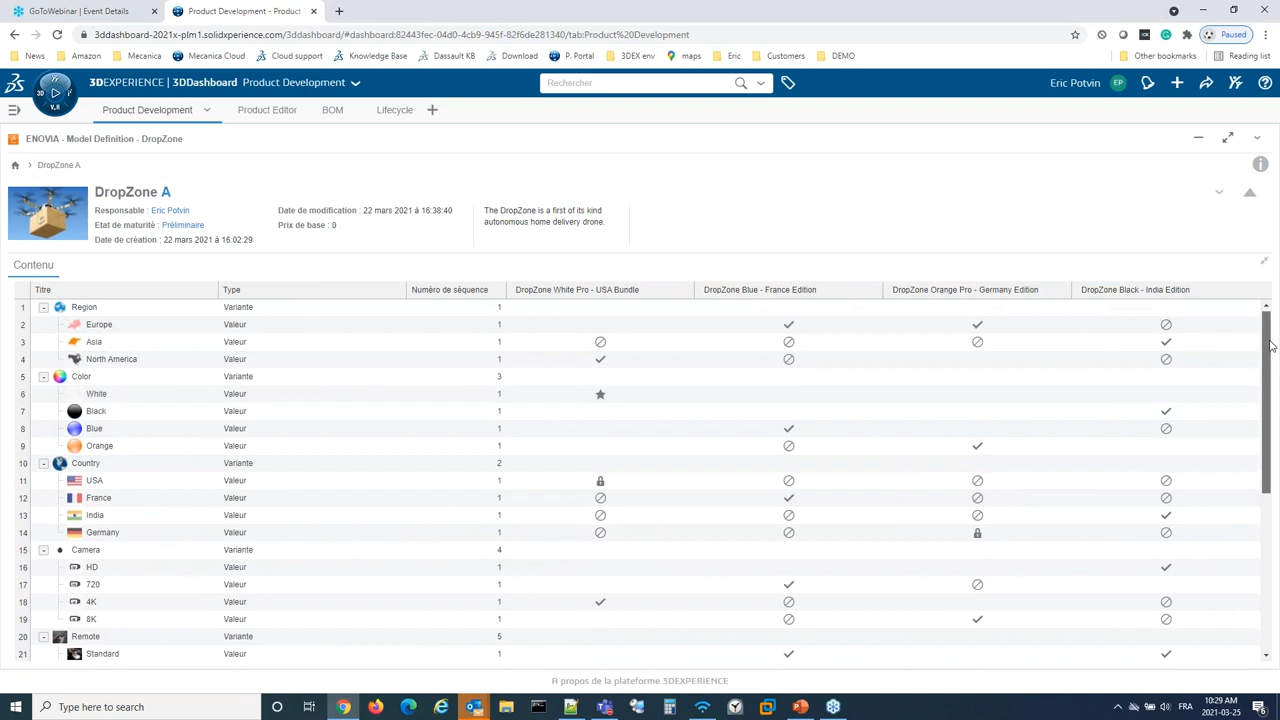 GoToWebinar | Event Details
Product Development - Product
3ddashboard-2021x-plm1.solidxperience.com/3ddashboard/#dashboard:82443fec-04d0-4cb9-945f-82f6de281340/tab:Product%20Development
Paused
News Amazon Mecanica Mecanica Cloud Cloud support Knowledge Base Dassault KB Download P. Portal 3DEX env maps Eric Customers DEMO Other bookmarks Reading list
3DEXPERIENCE | 3DDashboard Product Development Rechercher Eric Potvin EP
3D V.R
Product Development Product Editor BOM Lifecycle
ENOVIA - Model Definition - DropZone
DropZone A
DropZone A
Responsable : Eric Potvin Date de modification : 22 mars 2021 à 16:38:40 The DropZone is a first of its kind
Etat de maturité : Préliminaire Prix de base : 0 autonomous home delivery drone.
Date de création : 22 mars 2021 à 16:02:29
Contenu
Titre Type Numéro de séquence DropZone White Pro - USA Bundle DropZone Blue - France Edition DropZone Orange Pro - Germany Edition DropZone Black - India Edition
1 Region Variante 1
2 Europe Valeur 1
3 Asia Valeur 1
4 North America Valeur 1
5 Color Variante 3
6 White Valeur 1
7 Black Valeur 1
8 Blue Valeur 1
9 Orange Valeur 1
10 Country Variante 2
11 USA Valeur 1
12 France Valeur 1
13 India Valeur 1
14 Germany Valeur 1
15 Camera Variante 4
16 HD Valeur 1
17 720 Valeur 1
18 4K Valeur 1
19 8K Valeur 1
20 Remote Variante 5
21 Standard Valeur 1
A propos de la plateforme 3DEXPERIENCE
Type here to search
FRA
10:29 AM
2021-03-25